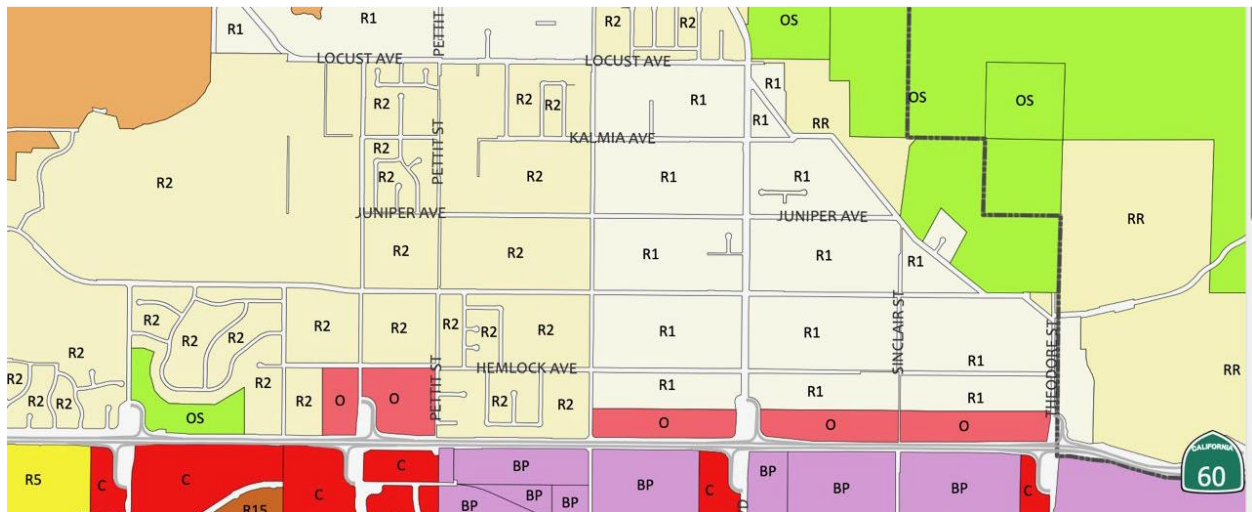 R1
R1
PETTIT
R2
R2
OS
LOCUST AVE
LOCUST AVE
R2
R2
R2
R1
R1
OS
OS
R1
RR
KALMIA AVE
PETTIT ST
R2
R2
R2
R2
R1
R1
JUNIPER AVE
JUNIPER AVE
RR
R2
R2
R1
R1
R1
SINCLAIR ST
THEODORE ST
R2
R2
R2
R2
R2
R2
R2
R2
R1
R1
R1
R2
HEMLOCK AVE
RR
R2
R2
R2
R2
R2
O
O
PETTIT ST
R2
R2
R1
R1
R1
OS
O
O
O
CALIFORNIA
60
R5
C
C
C
C
BP
BP
BP
BP
BP
C
BP
BP
BP
C
R15